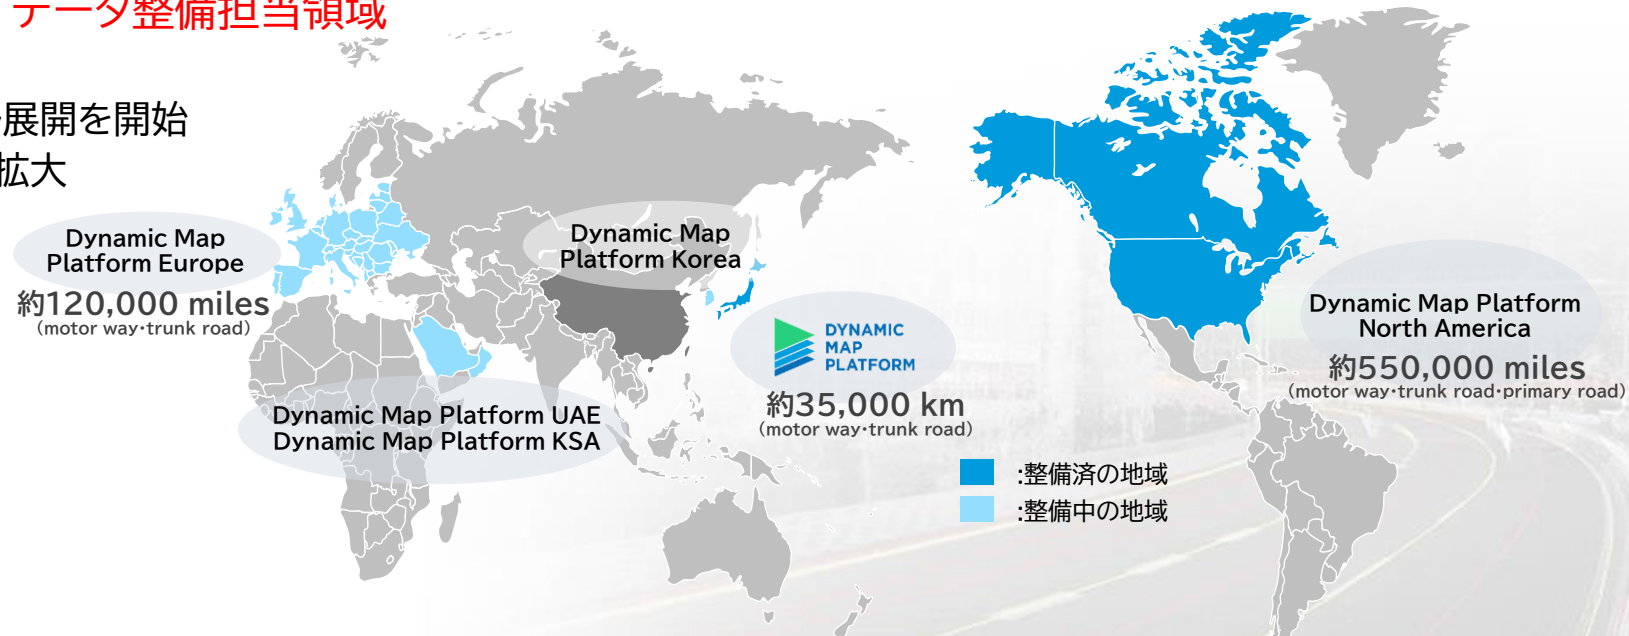 データ整備担当領域
展開を開始
拡大
Dynamic Map
Platform Europe
約120,000 miles
(motor way・trunk road)
Dynamic Map
Platform Korea
Dynamic Map Platform UAE
Dynamic Map Platform KSA
DYNAMIC
MAP
PLATFORM
約35,000 km
(motor way・trunk road)
Dynamic Map Platform
North America
約550,000 miles
(motor way・trunk road・primary road)
:整備済の地域
:整備中の地域